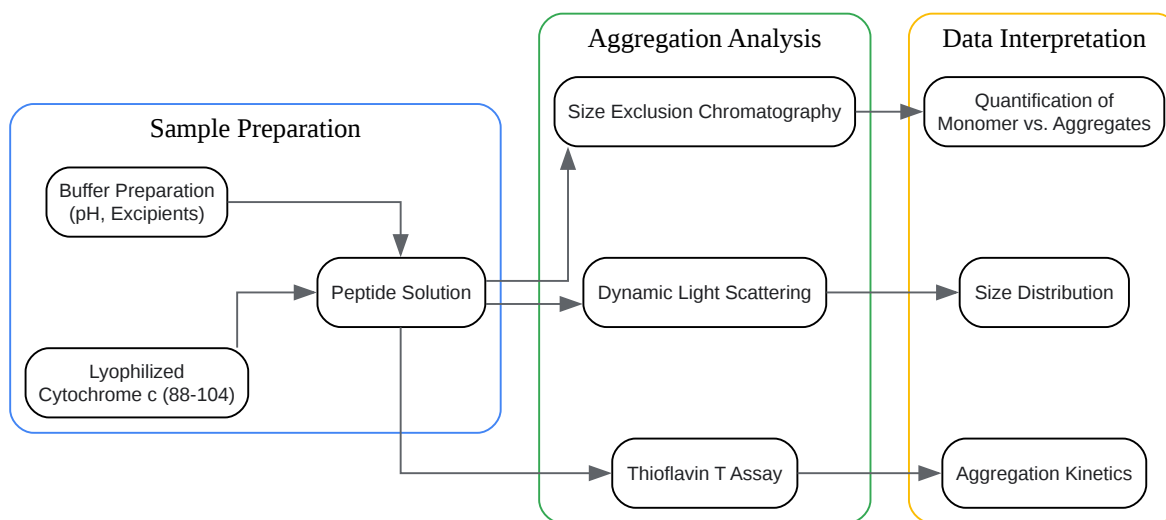 Sample Preparation
Buffer Preparation
(pH, Excipients)
Lyophilized
Cytochrome c (88-104)
Peptide Solution
Aggregation Analysis
Size Exclusion Chromatography
Dynamic Light Scattering
Thioflavin T Assay
Data Interpretation
Quantification of
Monomer vs. Aggregates
Size Distribution
Aggregation Kinetics